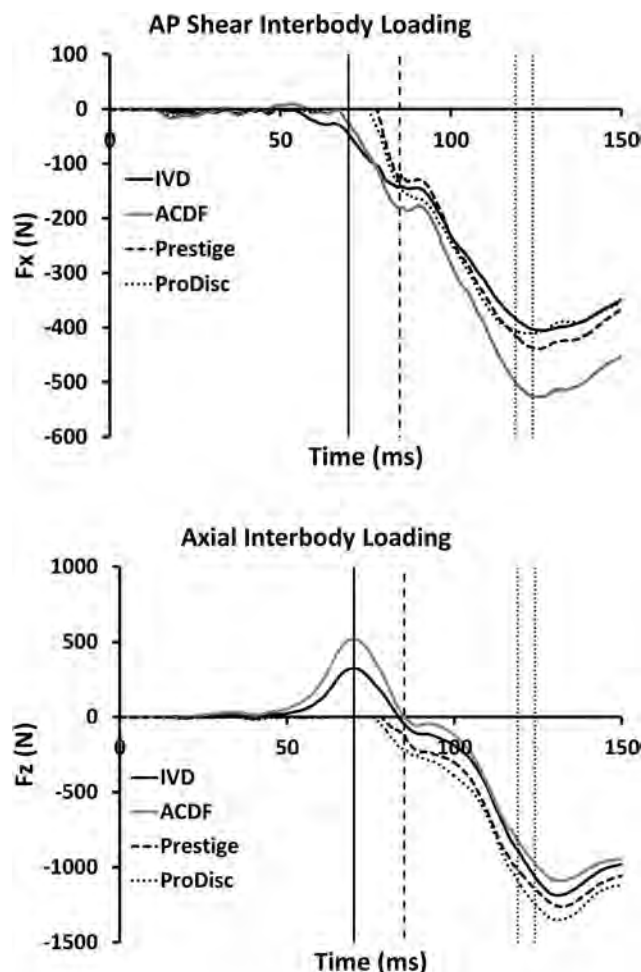 AP Shear Interbody Loading
100
0
0
50
100
150
-100
-200
-300
-400
-500
-600
IVD
ACDF
Prestige
ProDisc
Fx (N)
Time (ms)
Axial Interbody Loading
1000
500
0
0
50
100
150
-500
-1000
-1500
IVD
ACDF
Prestige
ProDisc
Fz (N)
Time (ms)